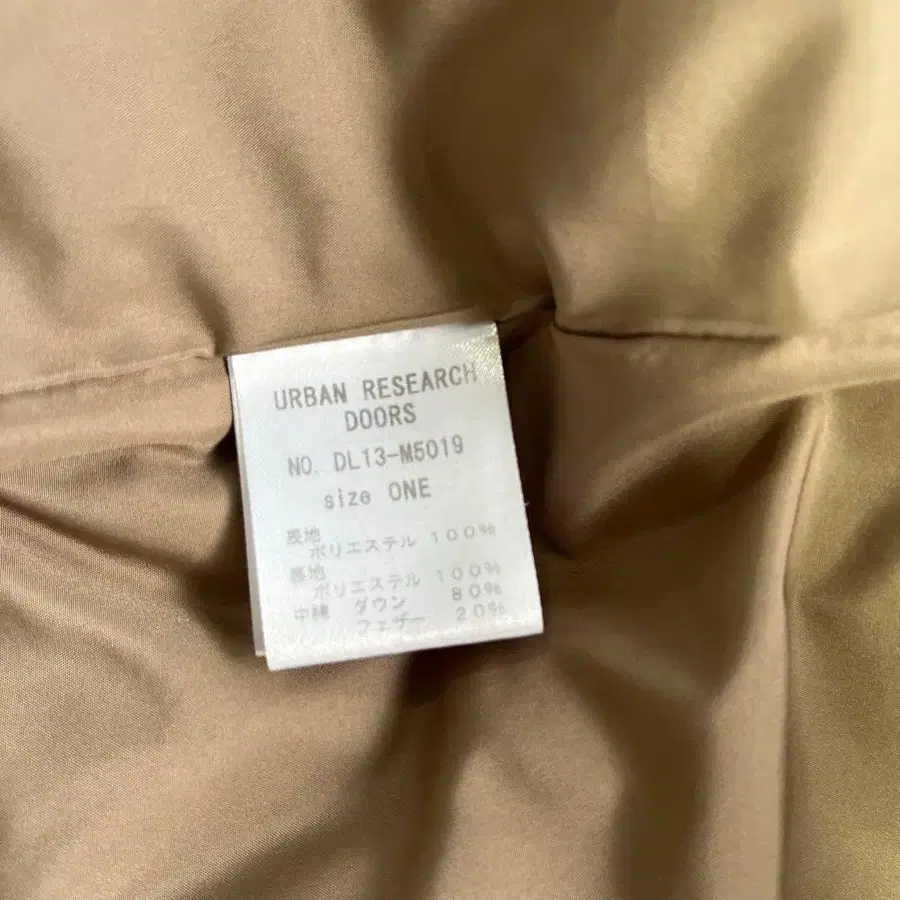 URBAN RESEARCH
DOORS
NO. DL13-M5019
size ONE
表地
ポリエステル 100%
裏地
ポリエステル 100%
中綿 ダウン 80%
フェザー 20%